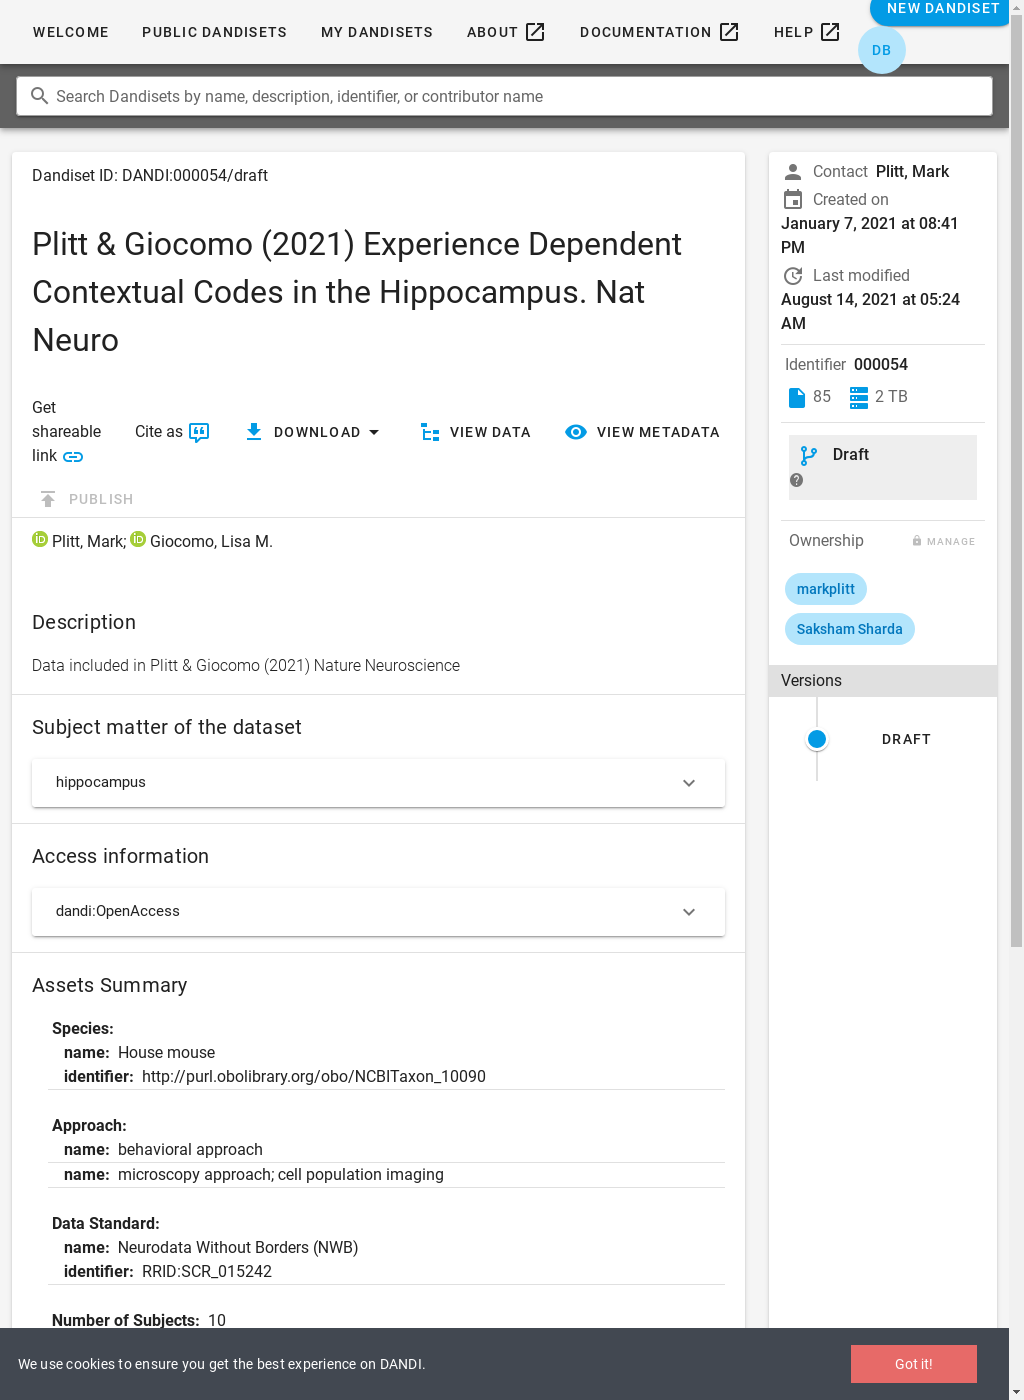 WELCOME PUBLIC DANDISETS MY DANDISETS ABOUT DOCUMENTATION HELP NEW DANDISET
DB
Search Dandisets by name, description, identifier, or contributor name
Dandiset ID: DANDI:000054/draft
Plitt & Giocomo (2021) Experience Dependent
Contextual Codes in the Hippocampus. Nat
Neuro
Get
shareable
link
Cite as
DOWNLOAD
VIEW DATA
VIEW METADATA
PUBLISH
Plitt, Mark; Giocomo, Lisa M.
Description
Data included in Plitt & Giocomo (2021) Nature Neuroscience
Subject matter of the dataset
hippocampus
Access information
dandi:OpenAccess
Assets Summary
Species:
name: House mouse
identifier: http://purl.obolibrary.org/obo/NCBITaxon_10090
Approach:
name: behavioral approach
name: microscopy approach; cell population imaging
Data Standard:
name: Neurodata Without Borders (NWB)
identifier: RRID:SCR_015242
Number of Subjects: 10
Contact Plitt, Mark
Created on
January 7, 2021 at 08:41
PM
Last modified
August 14, 2021 at 05:24
AM
Identifier 000054
85 2 TB
Draft
Ownership MANAGE
markplitt
Saksham Sharda
Versions
DRAFT
We use cookies to ensure you get the best experience on DANDI.
Got it!